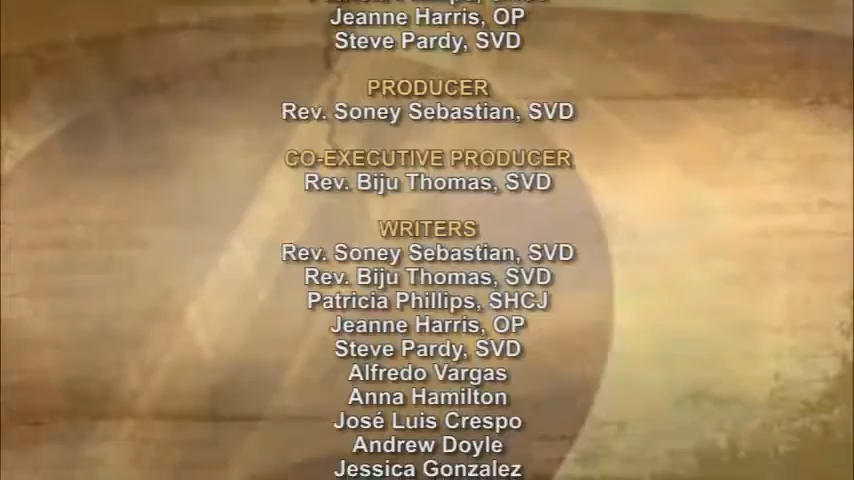 Jeanne Harris, OP
Steve Pardy, SVD
PRODUCER
Rev. Soney Sebastian, SVD
CO-EXECUTIVE PRODUCER
Rev. Biju Thomas, SVD
WRITERS
Rev. Soney Sebastian, SVD
Rev. Biju Thomas, SVD
Patricia Phillips, SHCJ
Jeanne Harris, OP
Steve Pardy, SVD
Alfredo Vargas
Anna Hamilton
José Luis Crespo
Andrew Doyle
Jessica Gonzalez